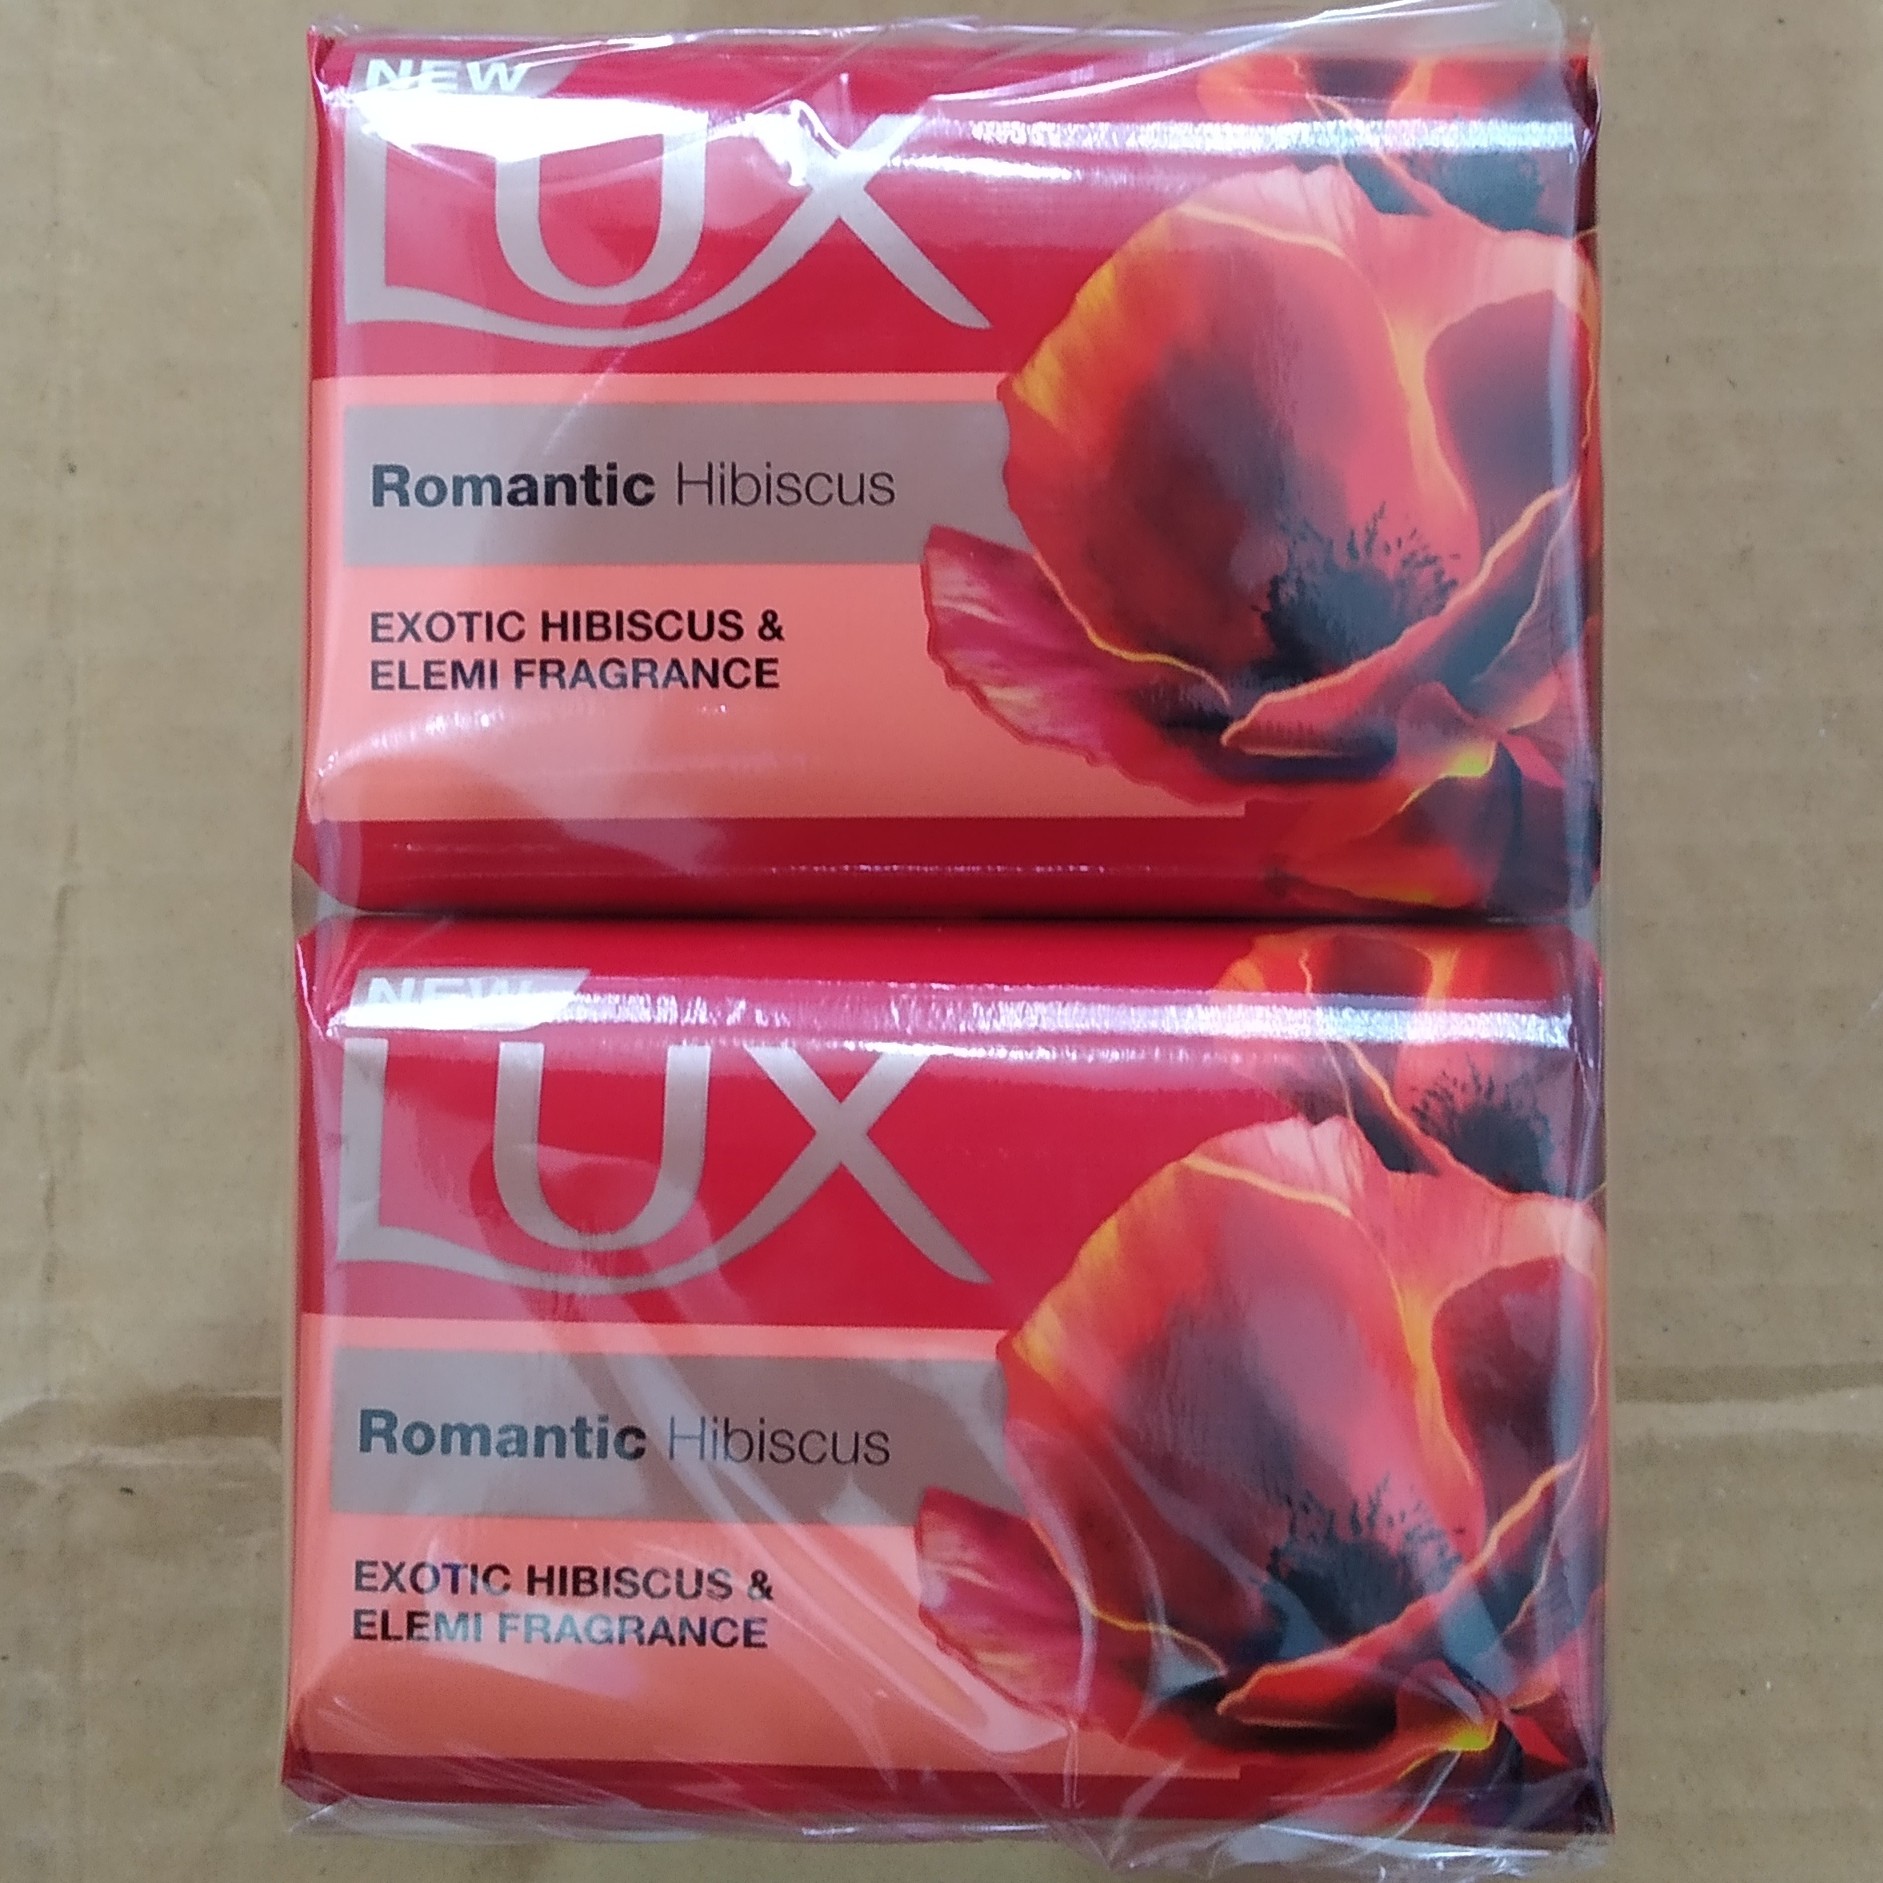 NEW
LUX
Romantic Hibiscus
EXOTIC HIBISCUS &
ELEMI FRAGRANCE
NEW
LUX
Romantic Hibiscus
EXOTIC HIBISCUS &
ELEMI FRAGRANCE